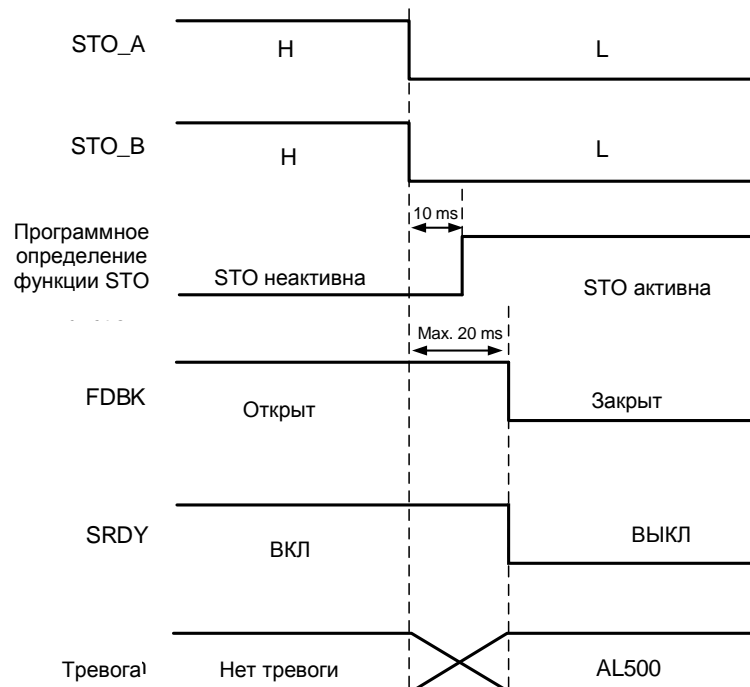 STO_A
H
L
STO_B
H
L
10 ms
Программное
определение
функции STO
STO неактивна
STO активна
Max. 20 ms
FDBK
Открыт
Закрыт
SRDY
ВКЛ
ВЫКЛ
Тревога
Нет тревоги
AL500